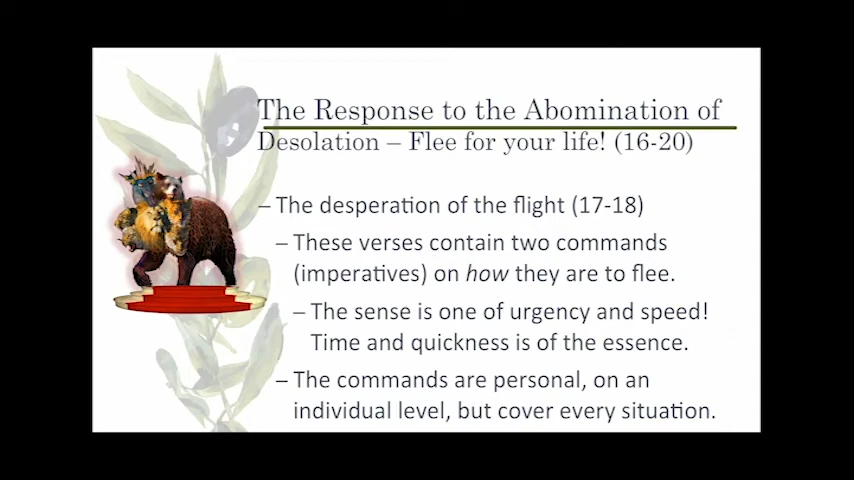 The Response to the Abomination of
Desolation – Flee for your life! (16-20)
– The desperation of the flight (17-18)
– These verses contain two commands
(imperatives) on how they are to flee.
– The sense is one of urgency and speed!
Time and quickness is of the essence.
– The commands are personal, on an
individual level, but cover every situation.